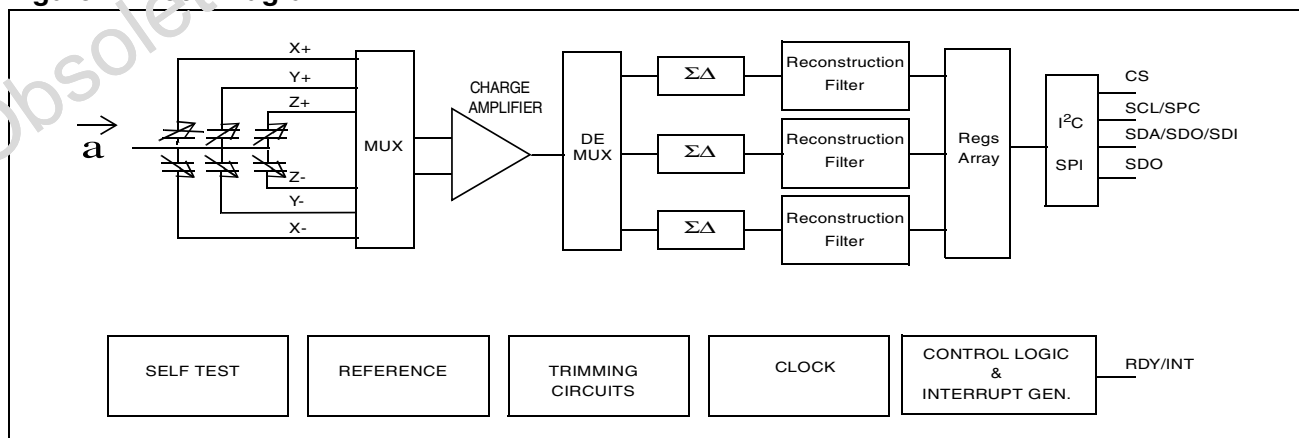 Obsolet
X+
Y+
Z+
a
Z-
Y-
X-
MUX
CHARGE
AMPLIFIER
DE
MUX
ΣΔ
ΣΔ
ΣΔ
Reconstruction
Filter
Reconstruction
Filter
Reconstruction
Filter
Regs
Array
I²C
SPI
CS
SCL/SPC
SDA/SDO/SDI
SDO
SELF TEST
REFERENCE
TRIMMING
CIRCUITS
CLOCK
CONTROL LOGIC
&
INTERRUPT GEN.
RDY/INT